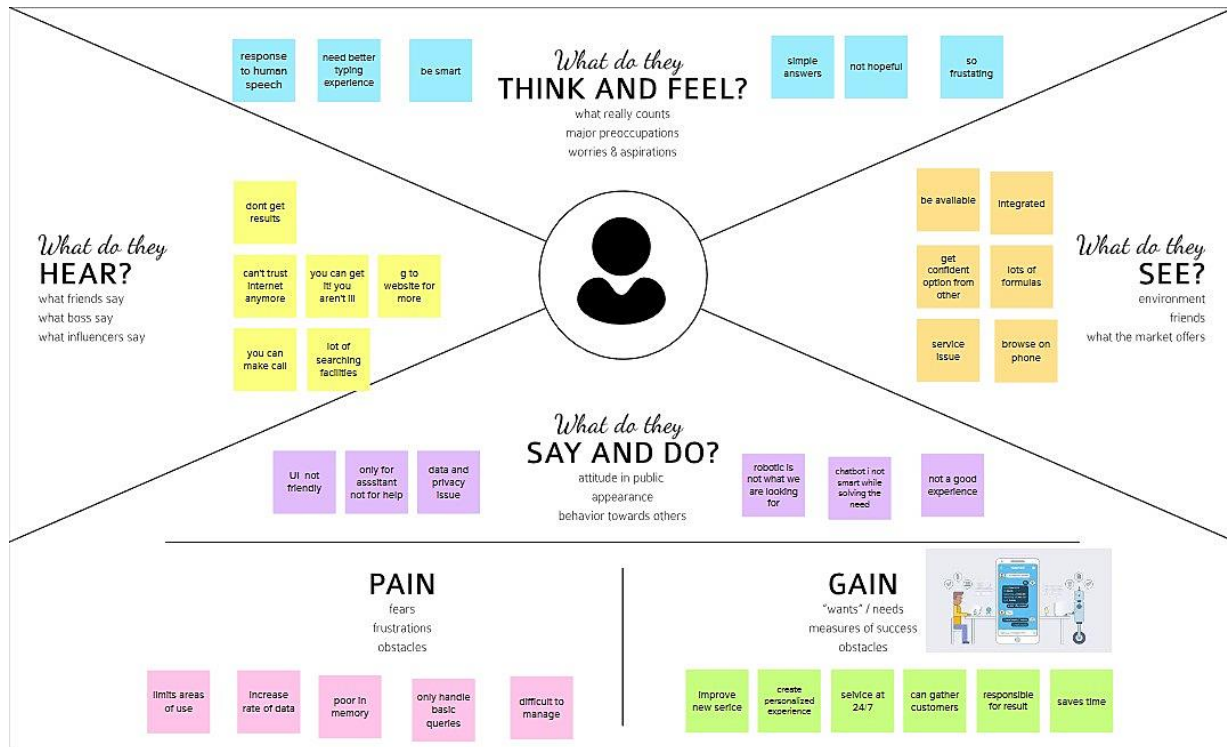 response
to human
speech
need better
typing
experience
be smart
What do they
THINK AND FEEL?
what really counts
major preoccupations
worries & aspirations
simple
answers
not hopeful
so
frustating
What do they
HEAR?
what friends say
what boss say
what influencers say
dont get
results
can't trust
internet
anymore
you can get
it! you
aren't ill
g to
website for
more
you can
make call
lot of
searching
facilities
be available
integrated
get
confident
option from
other
lots of
formulas
service
issue
browse on
phone
What do they
SEE?
environment
friends
what the market offers
What do they
SAY AND DO?
attitude in public
appearance
behavior towards others
UI not
friendly
only for
asssitant
not for help
data and
privacy
issue
robotic is
not what we
are looking
for
chatbot i not
smart while
solving the
need
not a good
experience
PAIN
fears
frustrations
obstacles
limits areas
of use
increase
rate of data
poor in
memory
only handle
basic
queries
difficult to
manage
GAIN
"wants" / needs
measures of success
obstacles
improve
new serice
create
personalized
experience
selvice at
24/7
can gather
customers
responsible
for result
saves time